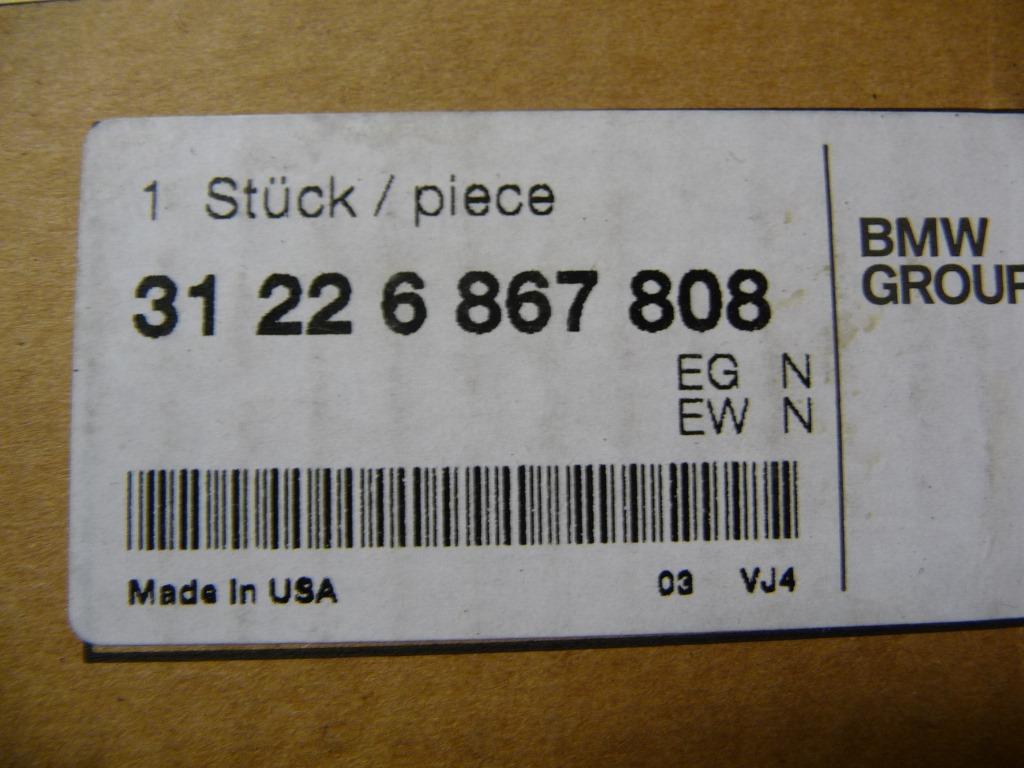 1 Stück / piece
31 22 6 867 808
EG N
EW N
Made In USA 03 VJ4
BMW
GROUP